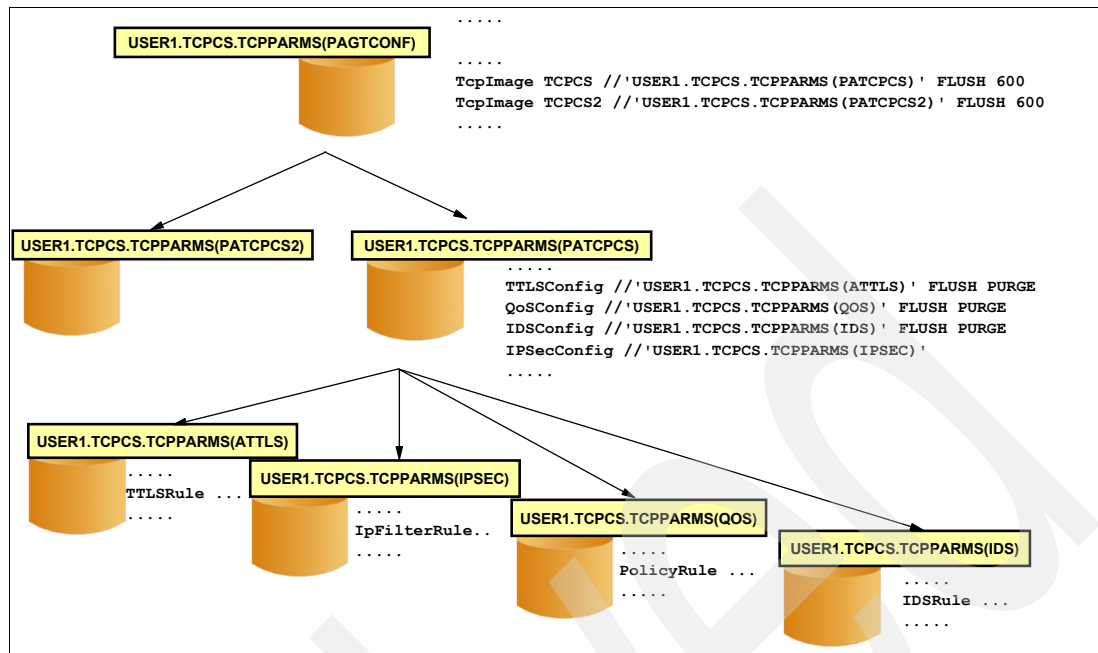 USER1.TCPCS.TCPPARMS(PAGTCONF)
.....
.....
TcpImage TCPCS //'USER1.TCPCS.TCPPARMS(PATCPCS)' FLUSH 600
TcpImage TCPCS2 //'USER1.TCPCS.TCPPARMS(PATCPCS2)' FLUSH 600
.....
USER1.TCPCS.TCPPARMS(PATCPCS2)
USER1.TCPCS.TCPPARMS(PATCPCS)
.....
TTLSConfig //'USER1.TCPCS.TCPPARMS(ATTLS)' FLUSH PURGE
QoSConfig //'USER1.TCPCS.TCPPARMS(QOS)' FLUSH PURGE
IDSConfig //'USER1.TCPCS.TCPPARMS(IDS)' FLUSH PURGE
IPSecConfig //'USER1.TCPCS.TCPPARMS(IPSEC)'
.....
USER1.TCPCS.TCPPARMS(ATTLS)
.....
TTLSRule ...
.....
USER1.TCPCS.TCPPARMS(IPSEC)
.....
IpFilterRule..
.....
USER1.TCPCS.TCPPARMS(QOS)
.....
PolicyRule ...
.....
USER1.TCPCS.TCPPARMS(IDS)
.....
IDSRule ...
.....